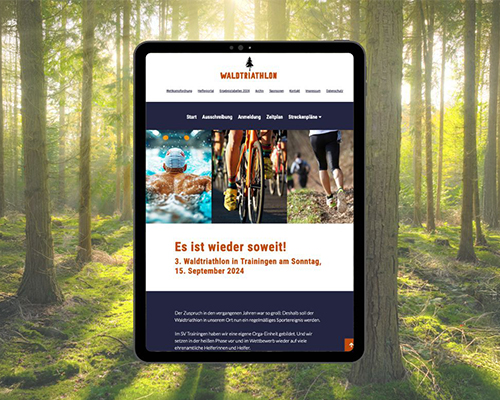 WALDTRIATHLON
Wettkampfordnung Helferportal Ergebnistabellen 2024 Archiv Sponsoren Kontakt Impressum Datenschutz
Start Ausschreibung Anmeldung Zeitplan Streckenpläne
Es ist wieder soweit!
3. Waldtriathlon in Trainingen am Sonntag,
15. September 2024
Der Zuspruch in den vergangenen Jahren war so groß: Deshalb soll der
Waldtriathlon in unserem Ort nun ein regelmäßiges Sportereignis werden.
Im SV Trainingen haben wir eine eigene Orga-Einheit gebildet. Und wir
setzen in der heißen Phase vor und im Wettbewerb wieder auf viele
ehrenamtliche Helferinnen und Helfer.